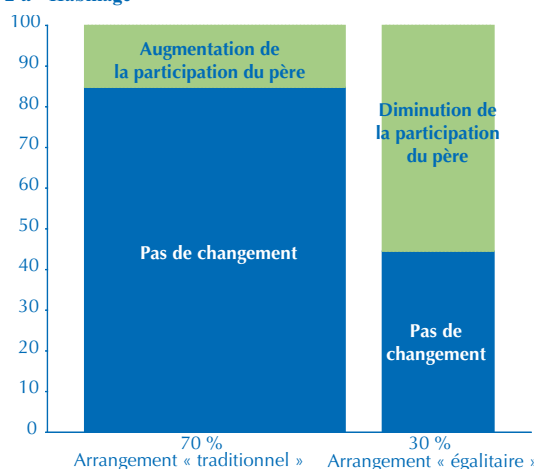 100
90
80
70
60
50
40
30
20
10
0
Augmentation de
la participation du père
Pas de changement
Diminution de
la participation
du père
Pas de
changement
70 %
Arrangement « traditionnel »
30 %
Arrangement « égalitaire »